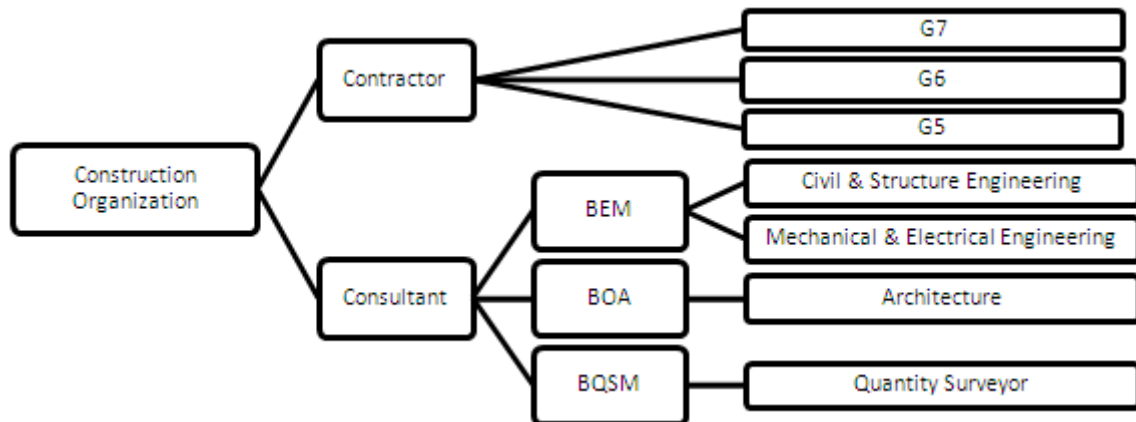 Construction
Organization
Contractor
G7
G6
G5
Consultant
BEM
Civil & Structure Engineering
Mechanical & Electrical Engineering
BOA
Architecture
BQSM
Quantity Surveyor